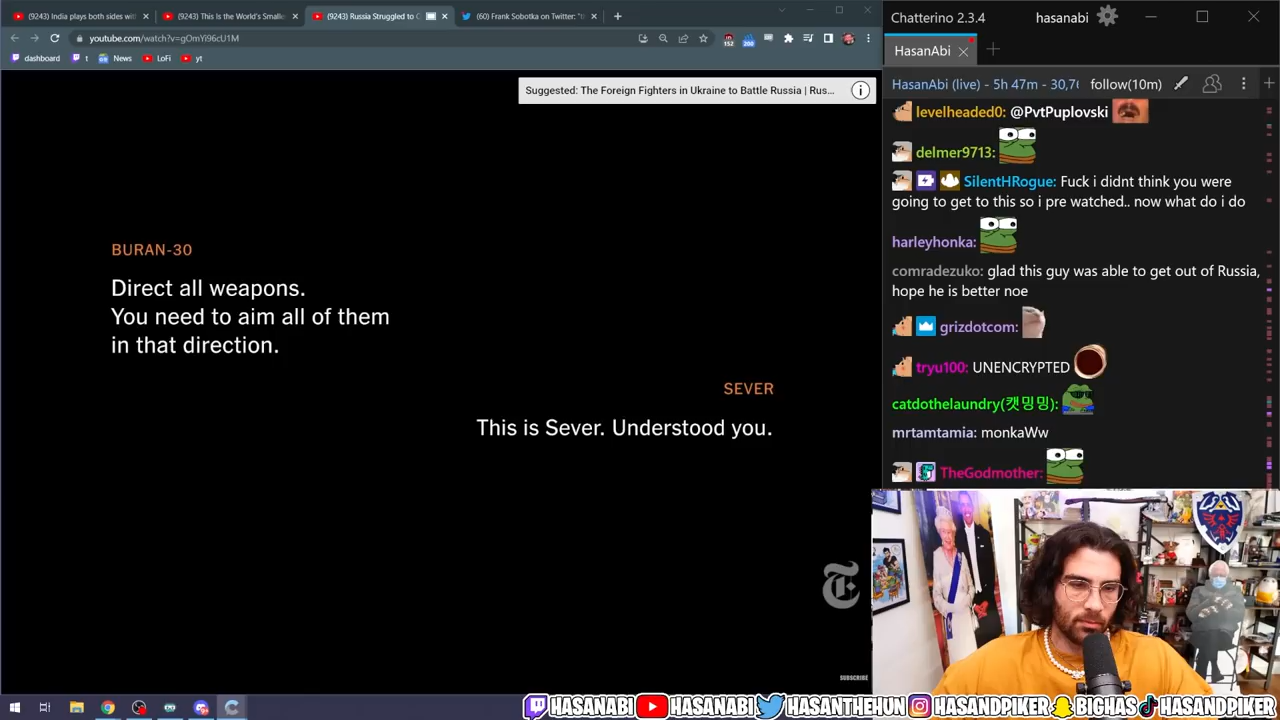 (9243) India plays both sides with
(9243) This Is the World's Smalle
(9243) Russia Struggled to C
(60) Frank Sobotka on Twitter: "th
youtube.com/watch?v=gOmYi96cU1M
152
200
dashboard
t
News
LoFi
yt
Suggested: The Foreign Fighters in Ukraine to Battle Russia | Rus...
BURAN-30
Direct all weapons.
You need to aim all of them
in that direction.
SEVER
This is Sever. Understood you.
SUBSCRIBE
Chatterino 2.3.4
hasanabi
HasanAbi
HasanAbi (live) - 5h 47m - 30,7
follow(10m)
levelheaded0: @PvtPuplovski
delmer9713:
SilentHRogue: Fuck i didnt think you were
going to get to this so i pre watched.. now what do i do
harleyhonka:
comradezuko: glad this guy was able to get out of Russia,
hope he is better noe
grizdotcom:
tryu100: UNENCRYPTED
catdothelaundry(캣밍밍):
mrtamtamia: monkaWw
TheGodmother:
HASANABI HASANABI HASANTHEHUN HASANDPIKER BIGHAS HASANDPIKER